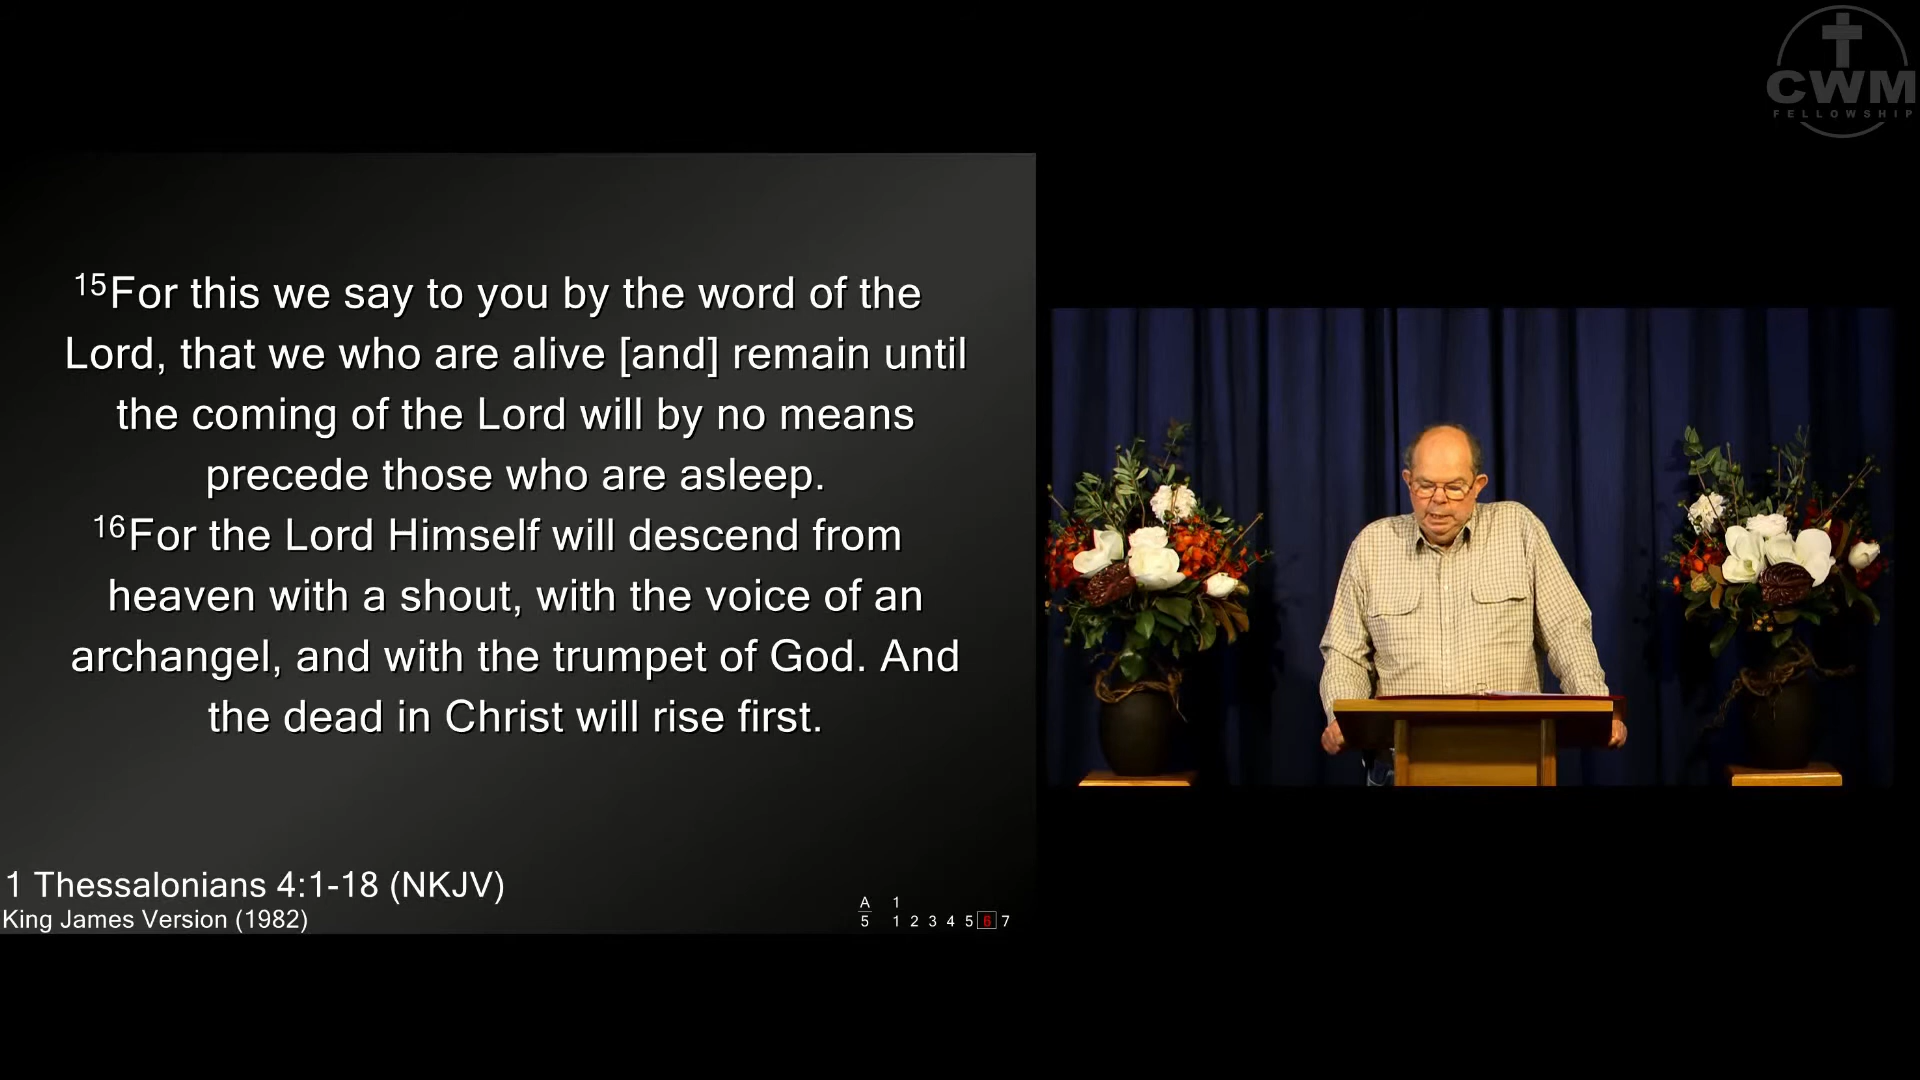 CWM
FELLOWSHIP
15For this we say to you by the word of the
Lord, that we who are alive [and] remain until
the coming of the Lord will by no means
precede those who are asleep.
16For the Lord Himself will descend from
heaven with a shout, with the voice of an
archangel, and with the trumpet of God. And
the dead in Christ will rise first.
1 Thessalonians 4:1-18 (NKJV)
King James Version (1982)
A 1
5 1 2 3 4 5 6 7